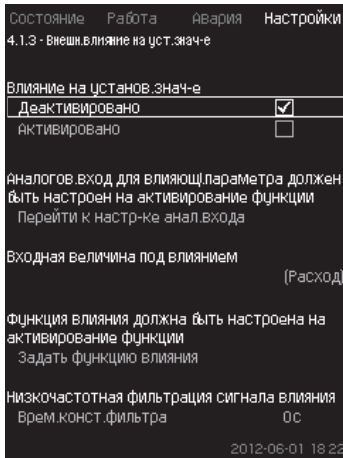 Состояние Работа Авария Настройки
4.1.3 - Внешн.влияние на уст.знач-е
Влияние на установ.знач-е
Деактивировано
Активировано
Аналогов.вход для влияющ.параметра должен
быть настроен на активирование функции
Перейти к настр-ке анал.входа
Входная величина под влиянием
(Расход)
Функция влияния должна быть настроена на
активирование функции
Задать функцию влияния
Низкочастотная фильтрация сигнала влияния
Врем.конст.фильтра 0с
2012-06-01 18:22